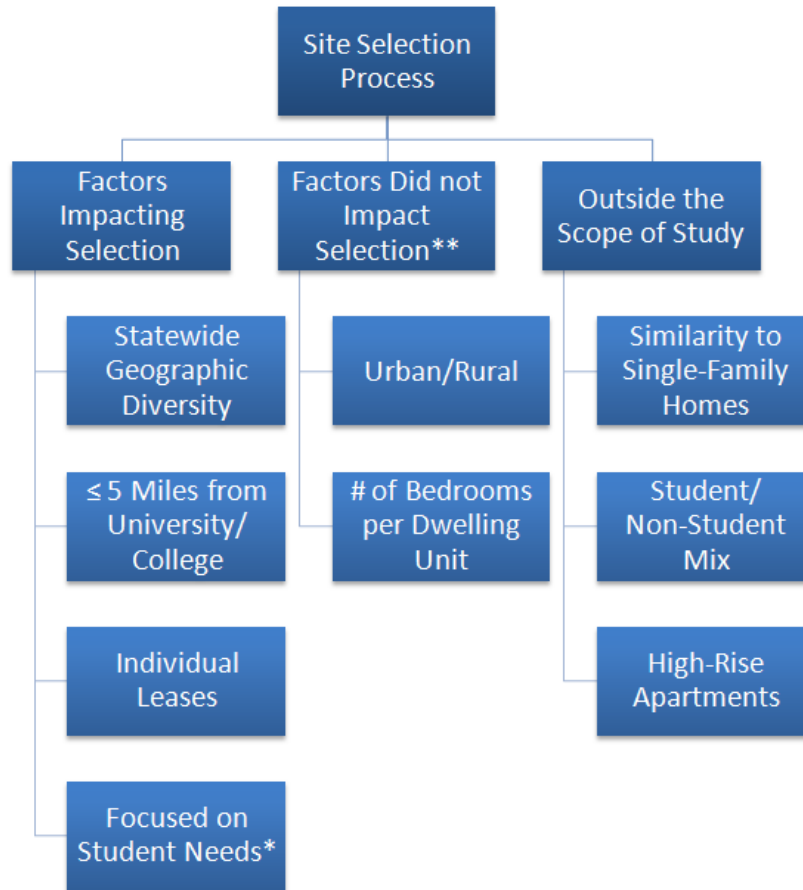 Site Selection
Process
Factors
Impacting
Selection
Factors Did not
Impact
Selection**
Outside the
Scope of Study
Statewide
Geographic
Diversity
Urban/Rural
Similarity to
Single-Family
Homes
≤ 5 Miles from
University/
College
# of Bedrooms
per Dwelling
Unit
Student/
Non-Student
Mix
Individual
Leases
High-Rise
Apartments
Focused on
Student Needs*